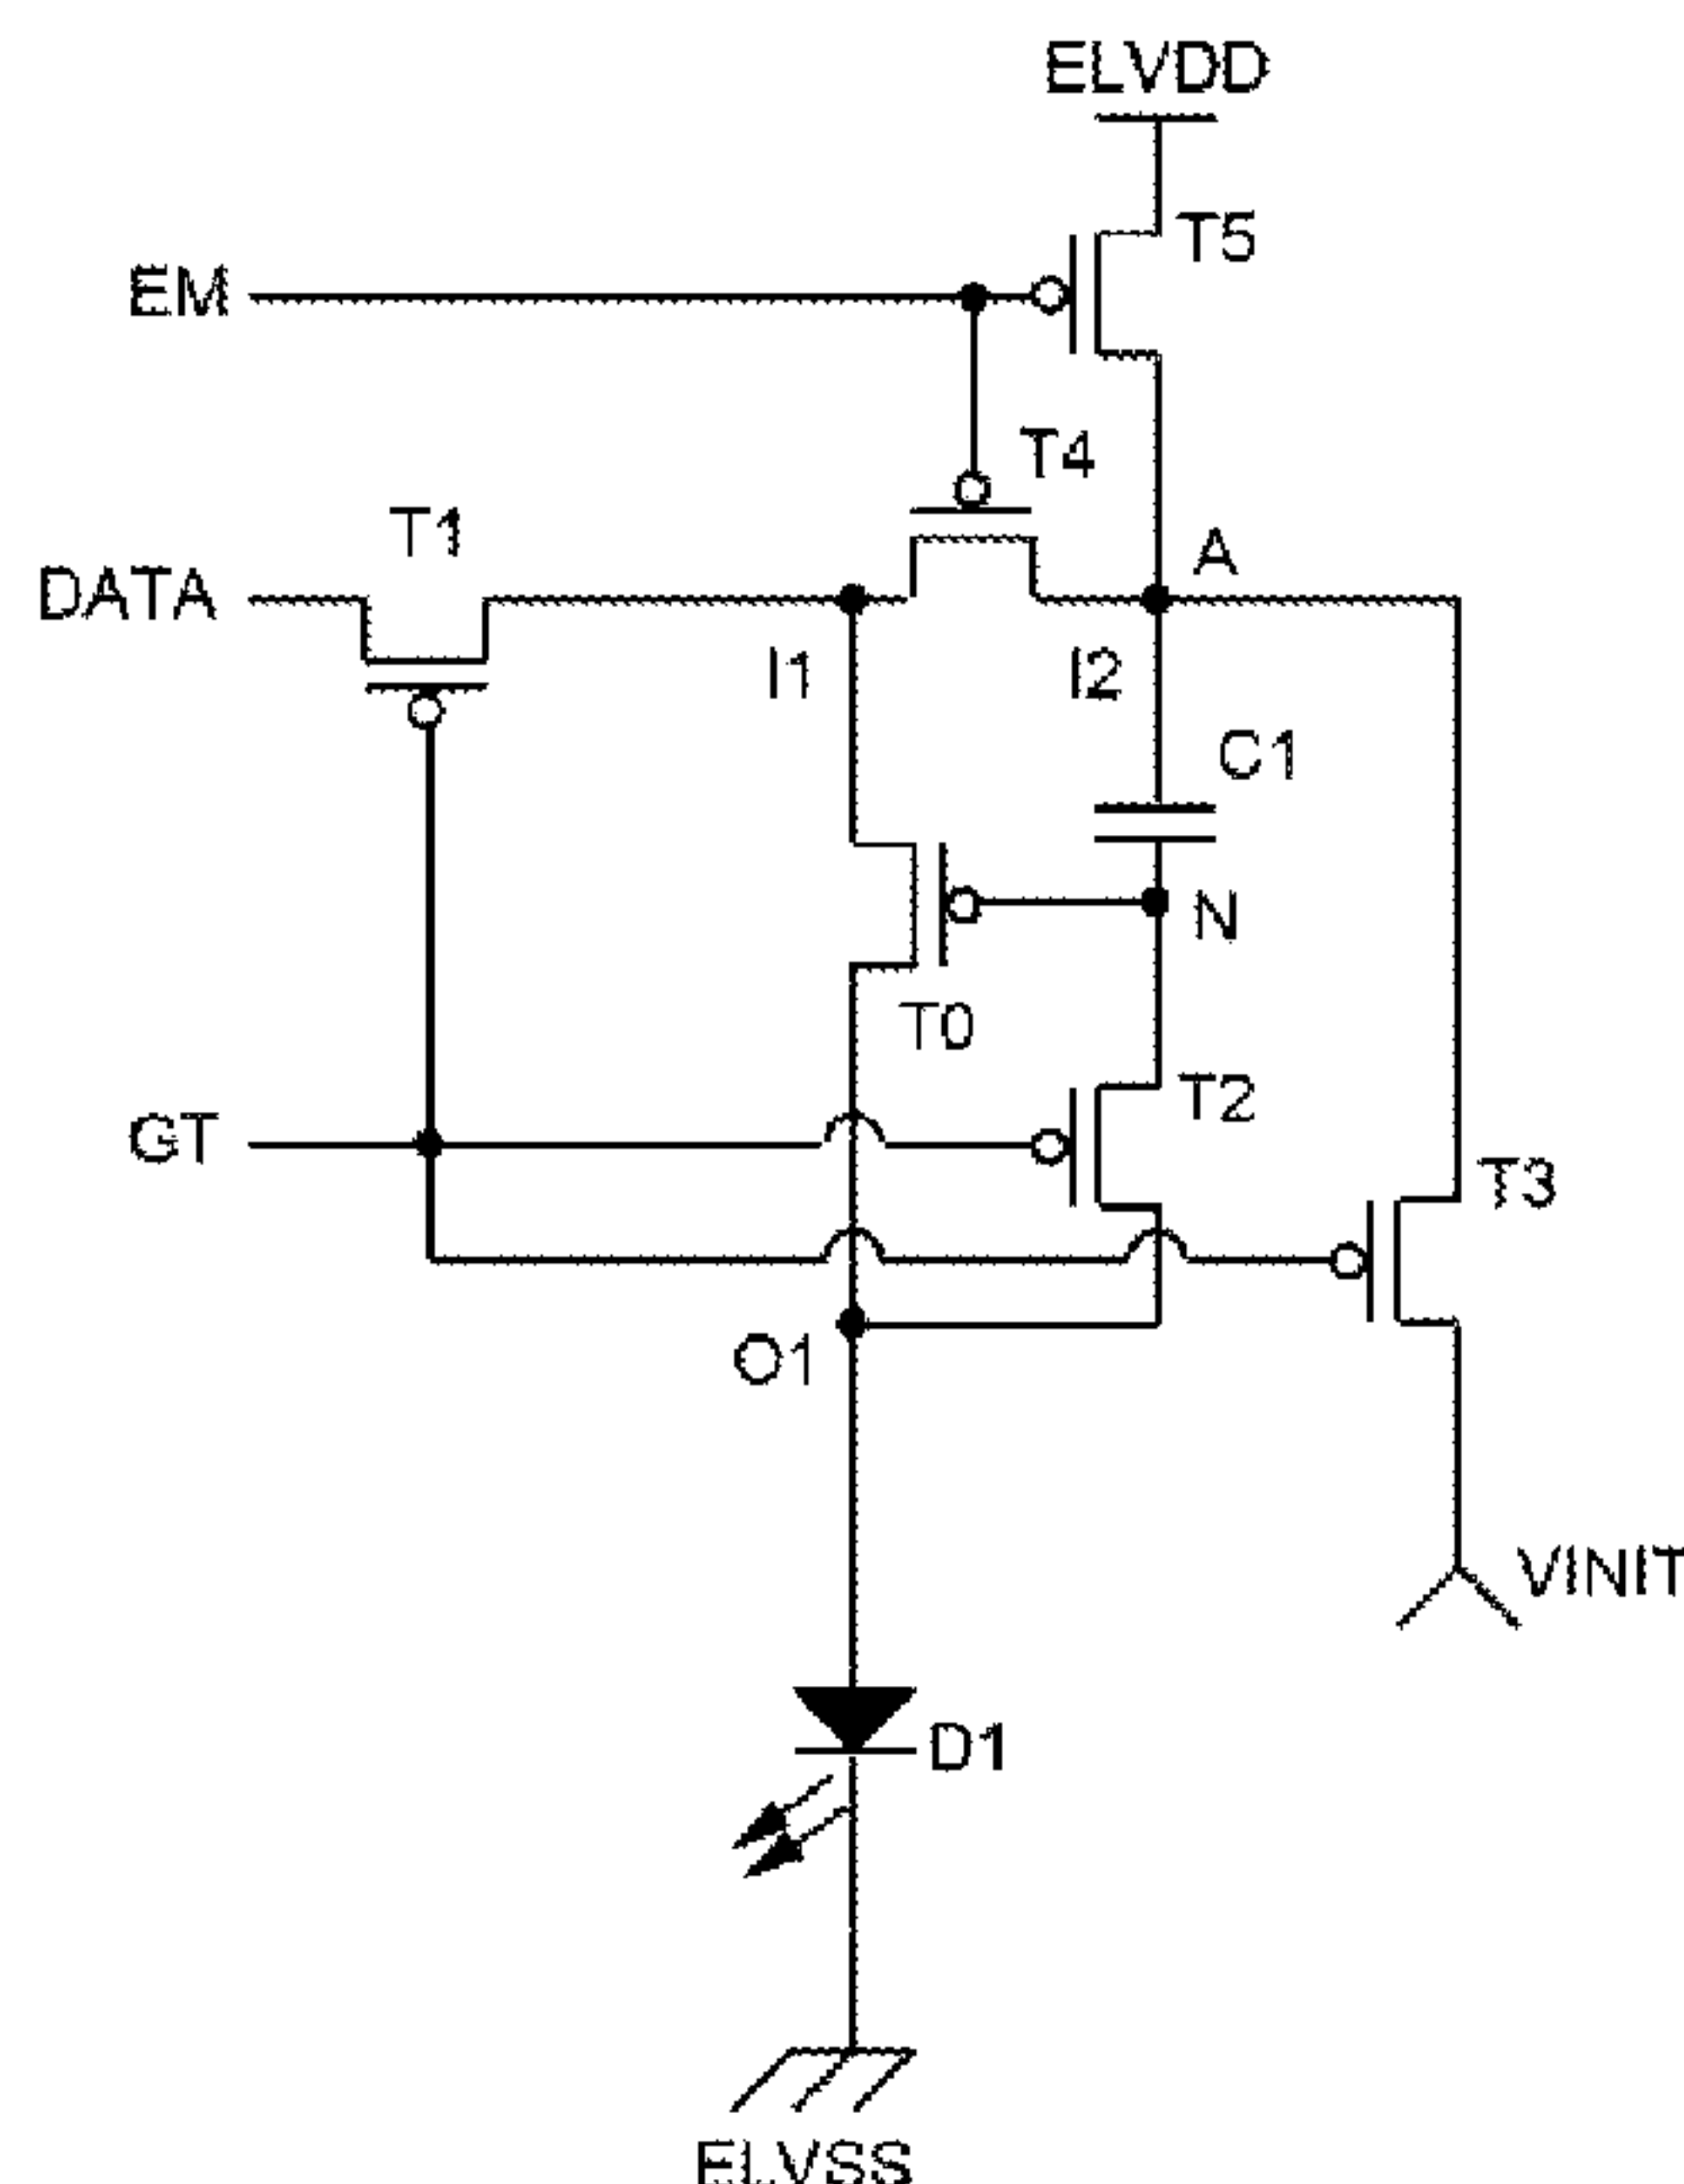 ELVDD
T5
EM
T4
T1
A
DATA
I1
I2
C1
N
T0
T2
GT
T3
O1
VINIT
D1
ELVSS